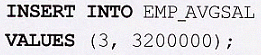 INSERT INTO EMP_AVGSAL
VALUES (3, 3200000);